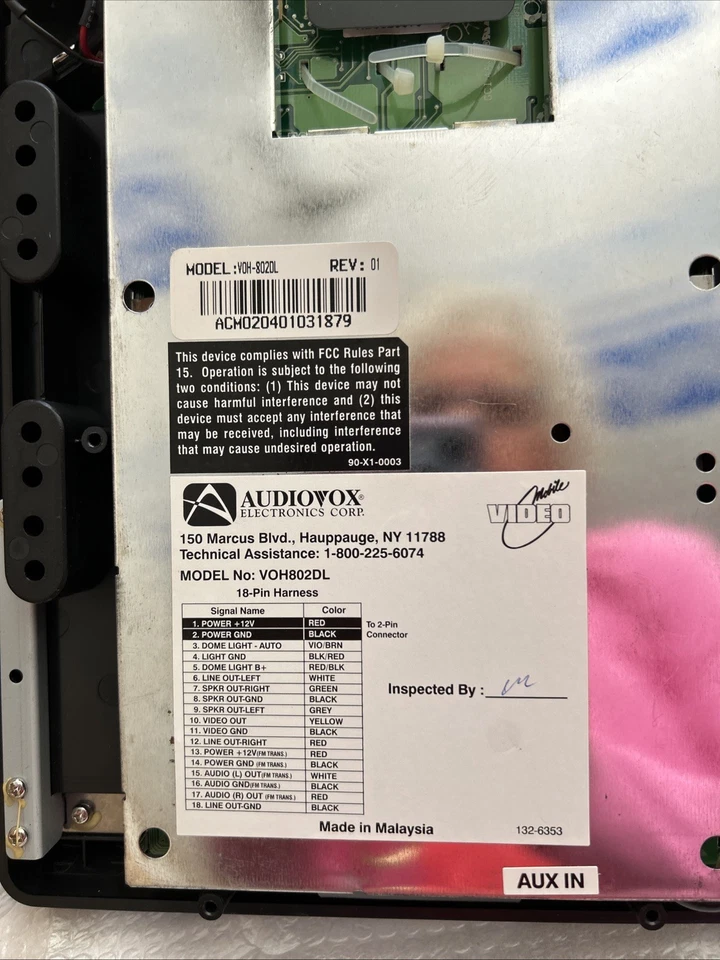 MODEL:VOH-802DL REV: 01
ACM020401031879
This device complies with FCC Rules Part
15. Operation is subject to the following
two conditions: (1) This device may not
cause harmful interference and (2) this
device must accept any interference that
may be received, including interference
that may cause undesired operation.
90-X1-0003
AUDIOVOX®
ELECTRONICS CORP.
Mobile
VIDEO
150 Marcus Blvd., Hauppauge, NY 11788
Technical Assistance: 1-800-225-6074
MODEL No: VOH802DL
18-Pin Harness
Signal Name Color
1. POWER +12V RED
2. POWER GND BLACK
To 2-Pin
Connector
3. DOME LIGHT - AUTO VIO/BRN
4. LIGHT GND BLK/RED
5. DOME LIGHT B+ RED/BLK
6. LINE OUT-LEFT WHITE
7. SPKR OUT-RIGHT GREEN
8. SPKR OUT-GND BLACK
9. SPKR OUT-LEFT GREY
10. VIDEO OUT YELLOW
11. VIDEO GND BLACK
12. LINE OUT-RIGHT RED
13. POWER +12V(FM TRANS.) RED
14. POWER GND (FM TRANS.) BLACK
15. AUDIO (L) OUT(FM TRANS.) WHITE
16. AUDIO GND(FM TRANS.) BLACK
17. AUDIO (R) OUT (FM TRANS.) RED
18. LINE OUT-GND BLACK
Inspected By :
Made in Malaysia 132-6353
AUX IN